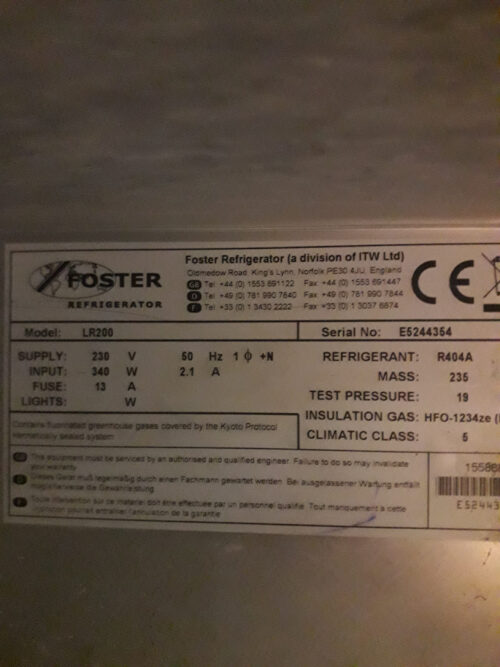 FOSTER
REFRIGERATOR
Foster Refrigerator (a division of ITW Ltd)
Oldmedow Road, King's Lynn, Norfolk PE30 4JU, England
GB Tel +44 (0) 1553 691122 Fax +44 (0) 1553 691447
D Tel +49 (0) 781 990 7840 Fax +49 (0) 781 990 7844
F Tel +33 (0) 1 3430 2222 Fax +33 (0) 1 3037 6874
CE
Model: LR200
Serial No: E5244354
SUPPLY: 230 V 50 Hz 1 ϕ +N
INPUT: 340 W 2.1 A
FUSE: 13 A
LIGHTS: W
REFRIGERANT: R404A
MASS: 235
TEST PRESSURE: 19
INSULATION GAS: HFO-1234ze
CLIMATIC CLASS: 5
Contains fluorinated greenhouse gases covered by the Kyoto Protocol
Hermetically sealed system
GB This equipment must be serviced by an authorised and qualified engineer. Failure to do so may invalidate
your warranty
D Dieses Gerät muß regelmäßig durch einen Fachmann gewartet werden. Bei ausgelassener Wartung entfällt
möglicherweise die Gewährleistung
F Toute intervention sur ce matériel doit être effectuée par un personnel qualifié. Tout manquement à cette
condition pourrait entraîner l'annulation de la garantie
15586
E52443